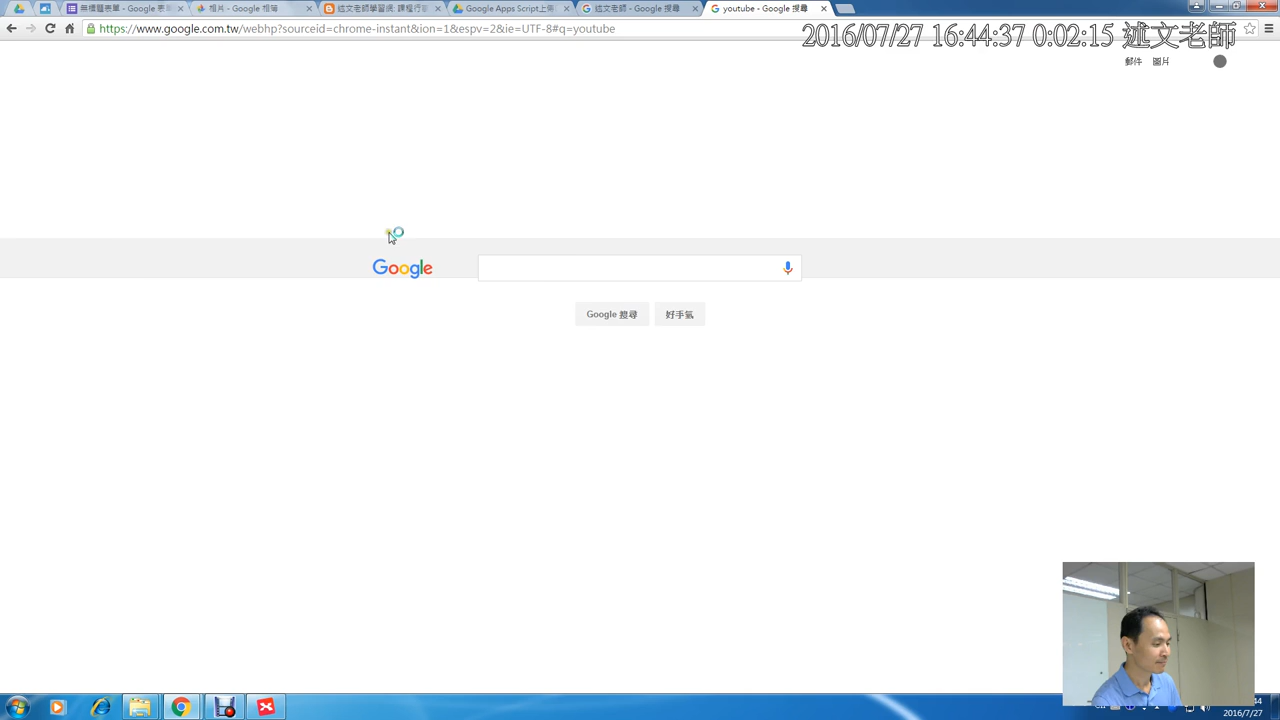 無標題表單 - Google 表單
相片 - Google 相簿
述文老師學習網: 課程行
Google Apps Script上
述文老師 - Google 搜尋
youtube - Google 搜尋
https://www.google.com.tw/webhp?sourceid=chrome-instant&ion=1&espv=2&ie=UTF-8#q=youtube
2016/07/27 16:44:37 0:02:15 述文老師
郵件 圖片
Google
Google 搜尋 好手氣
2016/7/27